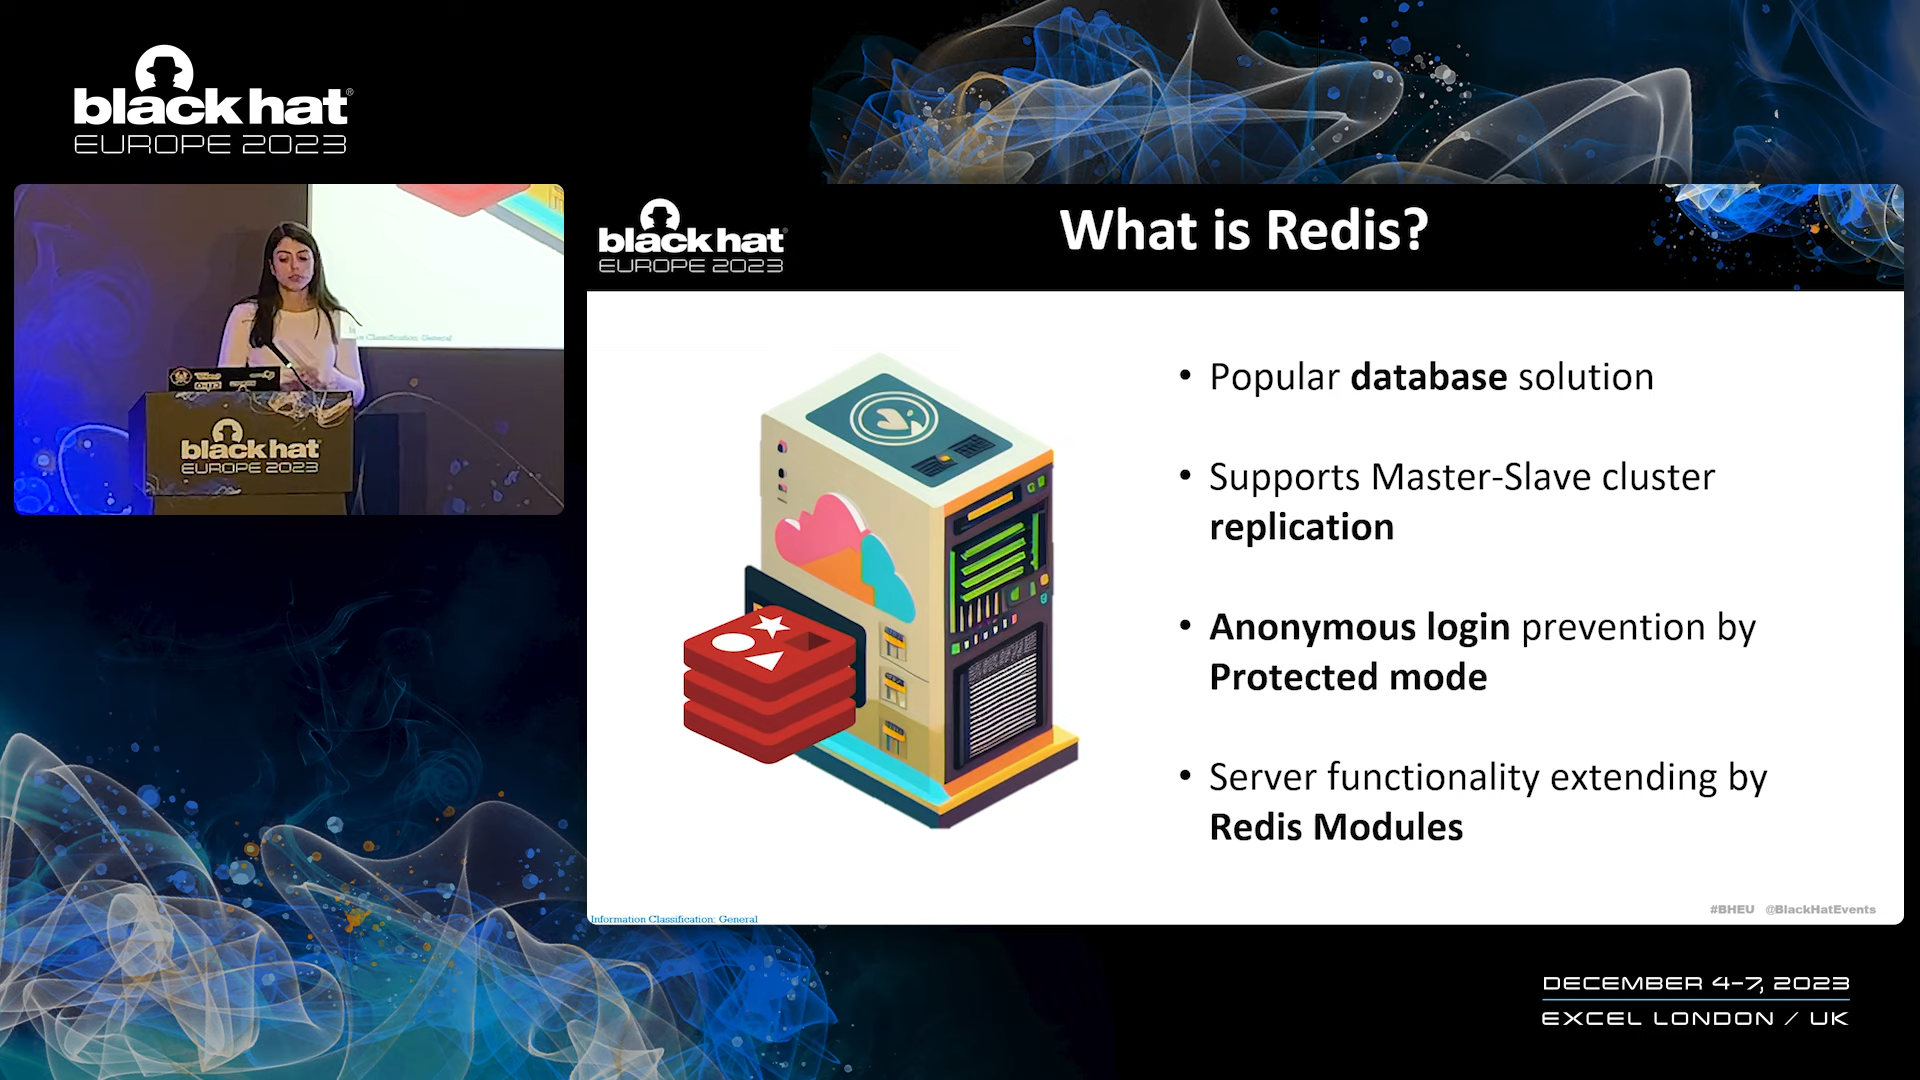 black hat®
EUROPE 2023
black hat®
EUROPE 2023
What is Redis?
• Popular database solution
• Supports Master-Slave cluster
replication
• Anonymous login prevention by
Protected mode
• Server functionality extending by
Redis Modules
Information Classification: General
#BHEU @BlackHatEvents
Classification: General
black hat
EUROPE 2023
DECEMBER 4-7, 2023
EXCEL LONDON / UK